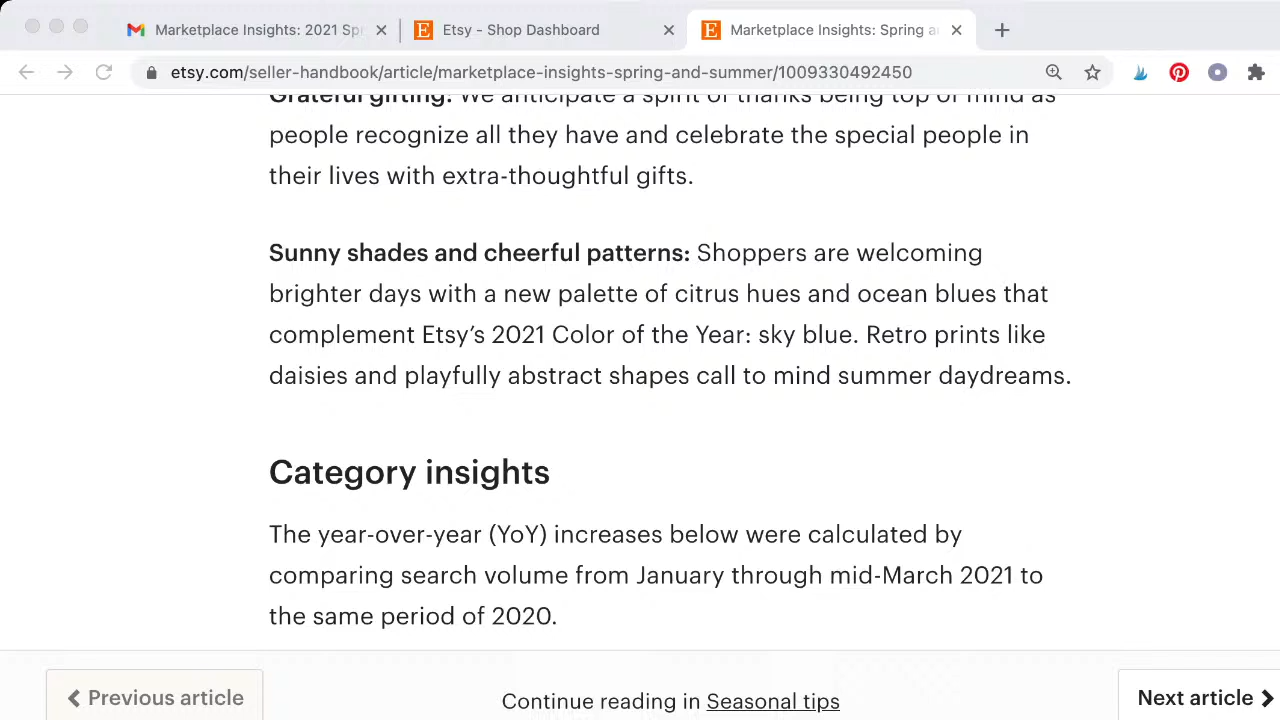 Marketplace Insights: 2021 Spr
Etsy - Shop Dashboard
Marketplace Insights: Spring a
etsy.com/seller-handbook/article/marketplace-insights-spring-and-summer/1009330492450
Grateful gifting: We anticipate a spirit of thanks being top of mind as
people recognize all they have and celebrate the special people in
their lives with extra-thoughtful gifts.
Sunny shades and cheerful patterns: Shoppers are welcoming
brighter days with a new palette of citrus hues and ocean blues that
complement Etsy’s 2021 Color of the Year: sky blue. Retro prints like
daisies and playfully abstract shapes call to mind summer daydreams.
Category insights
The year-over-year (YoY) increases below were calculated by
comparing search volume from January through mid-March 2021 to
the same period of 2020.
Previous article
Continue reading in Seasonal tips
Next article